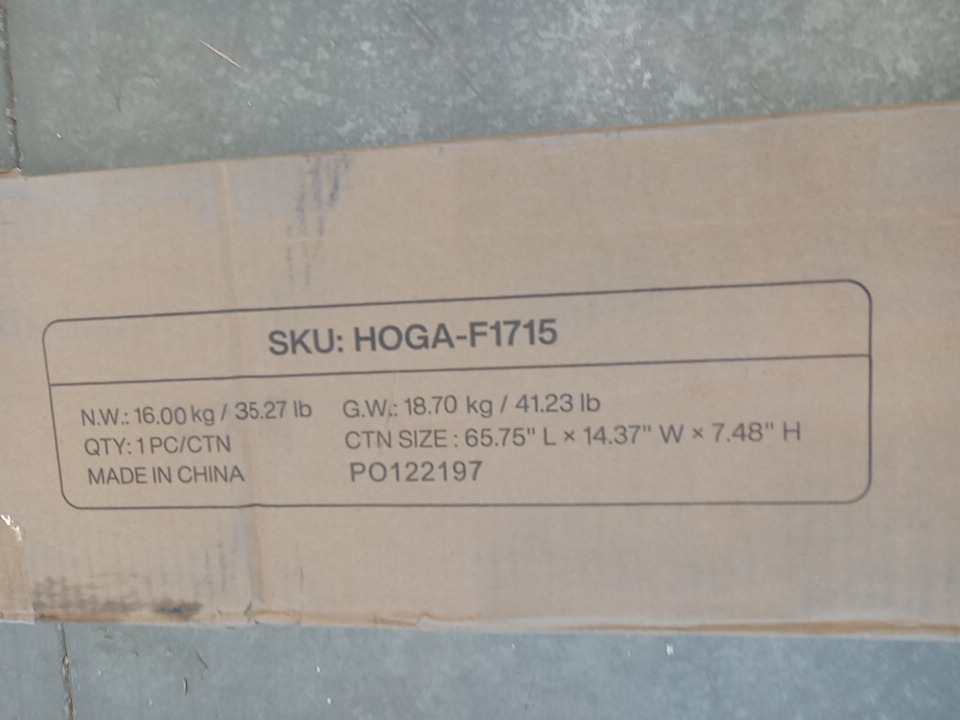 SKU: HOGA-F1715
N.W.: 16.00 kg / 35.27 lb
G.W.: 18.70 kg / 41.23 lb
QTY: 1 PC/CTN
CTN SIZE : 65.75" L × 14.37" W × 7.48" H
MADE IN CHINA
PO122197